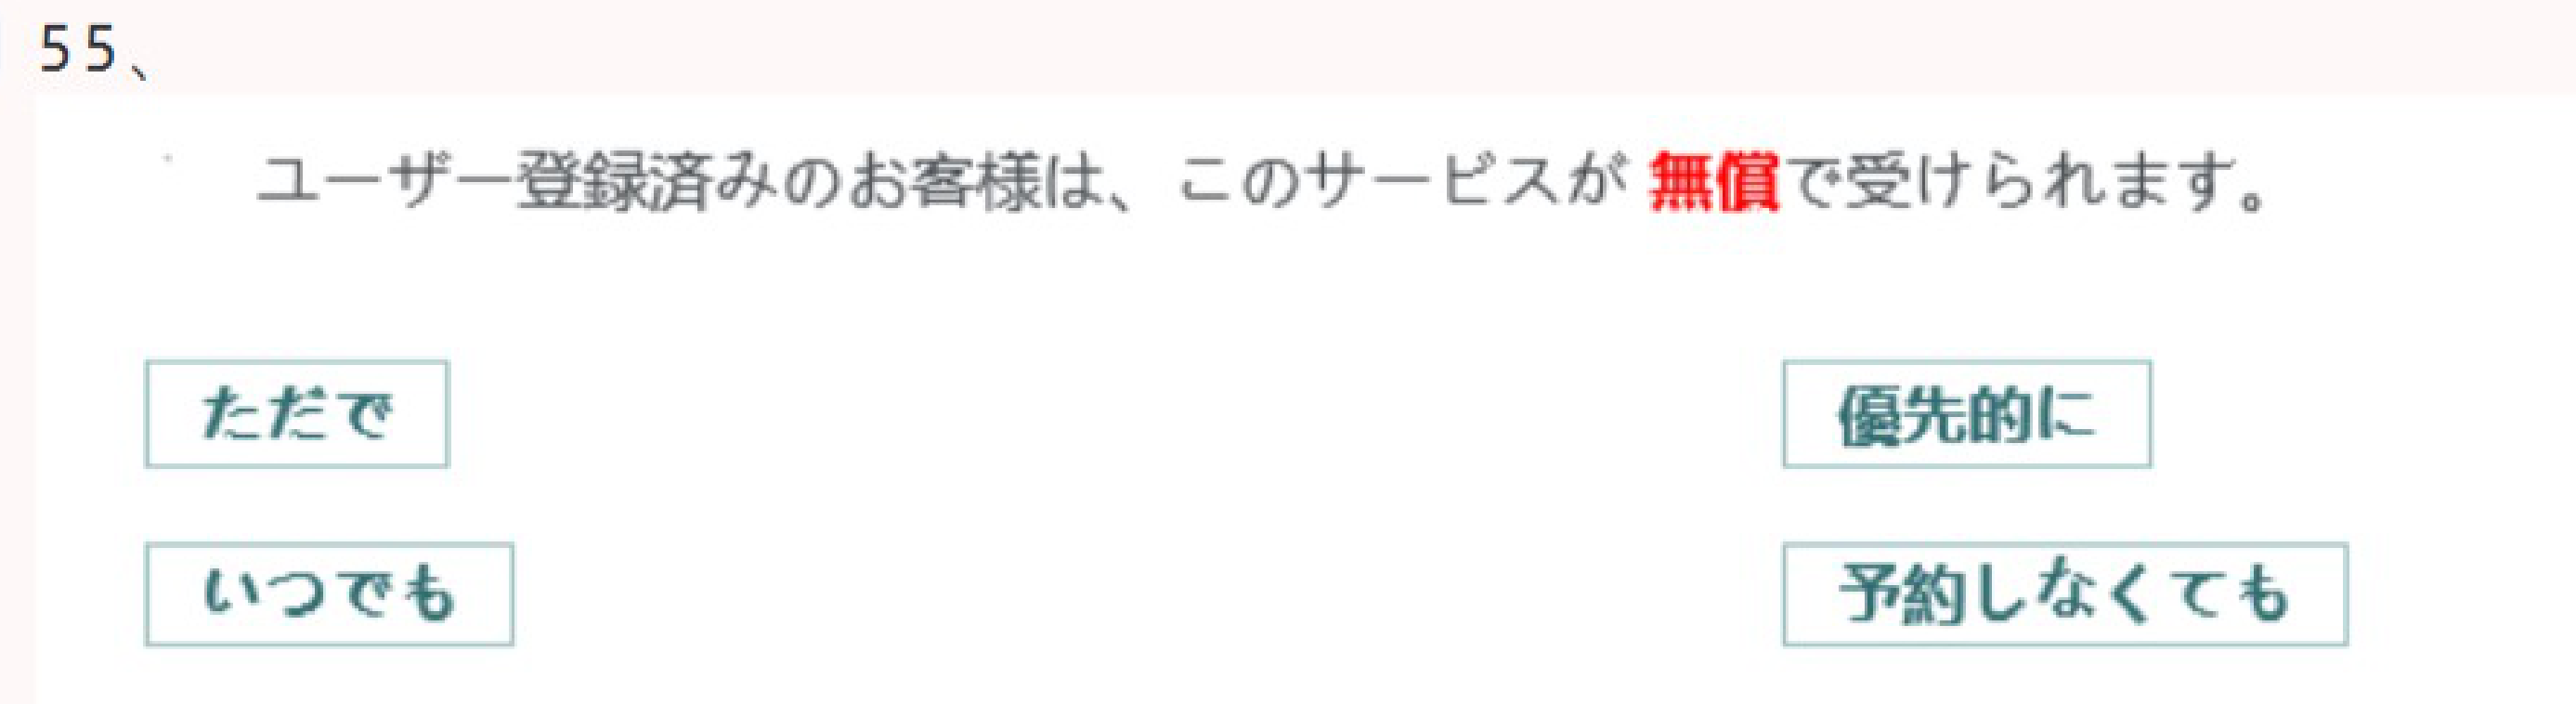 55、
ユーザー登録済みのお客様は、このサービスが 無償で受けられます。
ただで 優先的に
いつでも 予約しなくても